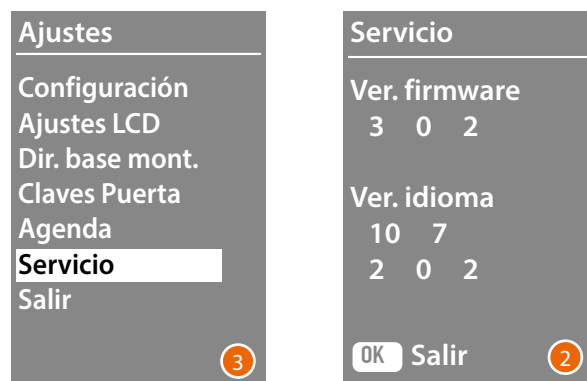 Ajustes
Configuración
Ajustes LCD
Dir. base mont.
Claves Puerta
Agenda
Servicio
Salir
3
Servicio
Ver. firmware
3 0 2
Ver. idioma
10 7
2 0 2
OK Salir
2